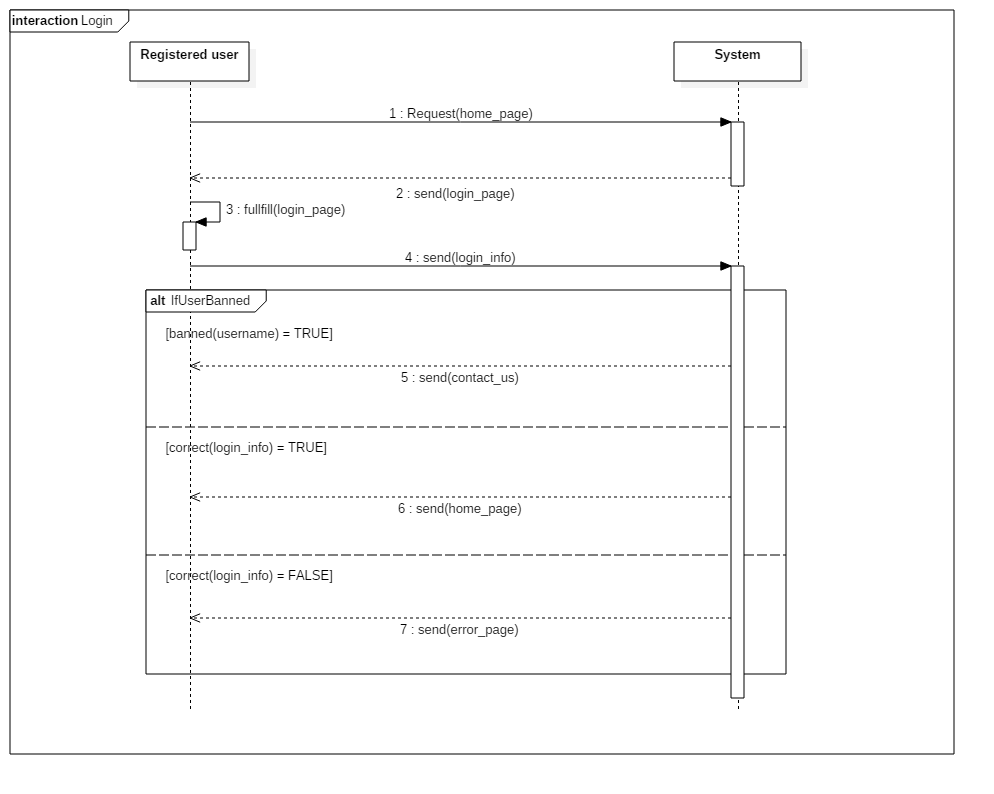 interaction Login
Registered user
System
1 : Request(home_page)
2 : send(login_page)
3 : fullfill(login_page)
4 : send(login_info)
alt IfUserBanned
[banned(username) = TRUE]
5 : send(contact_us)
[correct(login_info) = TRUE]
6 : send(home_page)
[correct(login_info) = FALSE]
7 : send(error_page)